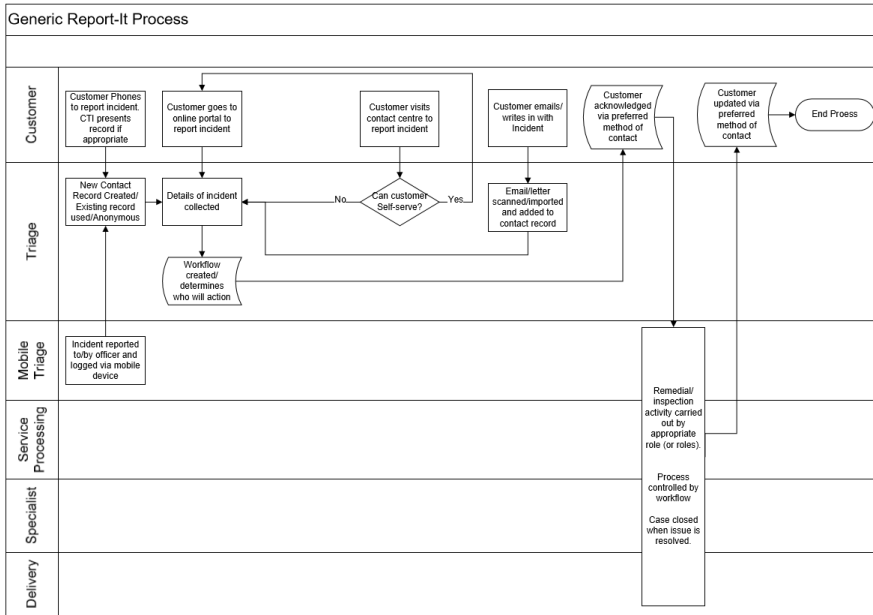 Generic Report-It Process
Customer
Customer Phones
to report incident.
CTI presents
record if
appropriate
Customer goes to
online portal to
report incident
Customer visits
contact centre to
report incident
Customer emails/
writes in with
Incident
Customer
acknowledged
via preferred
method of
contact
Customer
updated via
preferred
method of
contact
End Proess
Triage
New Contact
Record Created/
Existing record
used/Anonymous
Details of incident
collected
No
Can customer
Self-serve?
Yes
Email/letter
scanned/imported
and added to
contact record
Workflow
created/
determines
who will action
Mobile
Triage
Incident reported
to/by officer and
logged via mobile
device
Service
Processing
Remedial/
inspection
activity carried
out by
appropriate
role (or roles).
Process
controlled by
workflow
Case closed
when issue is
resolved.
Specialist
Delivery